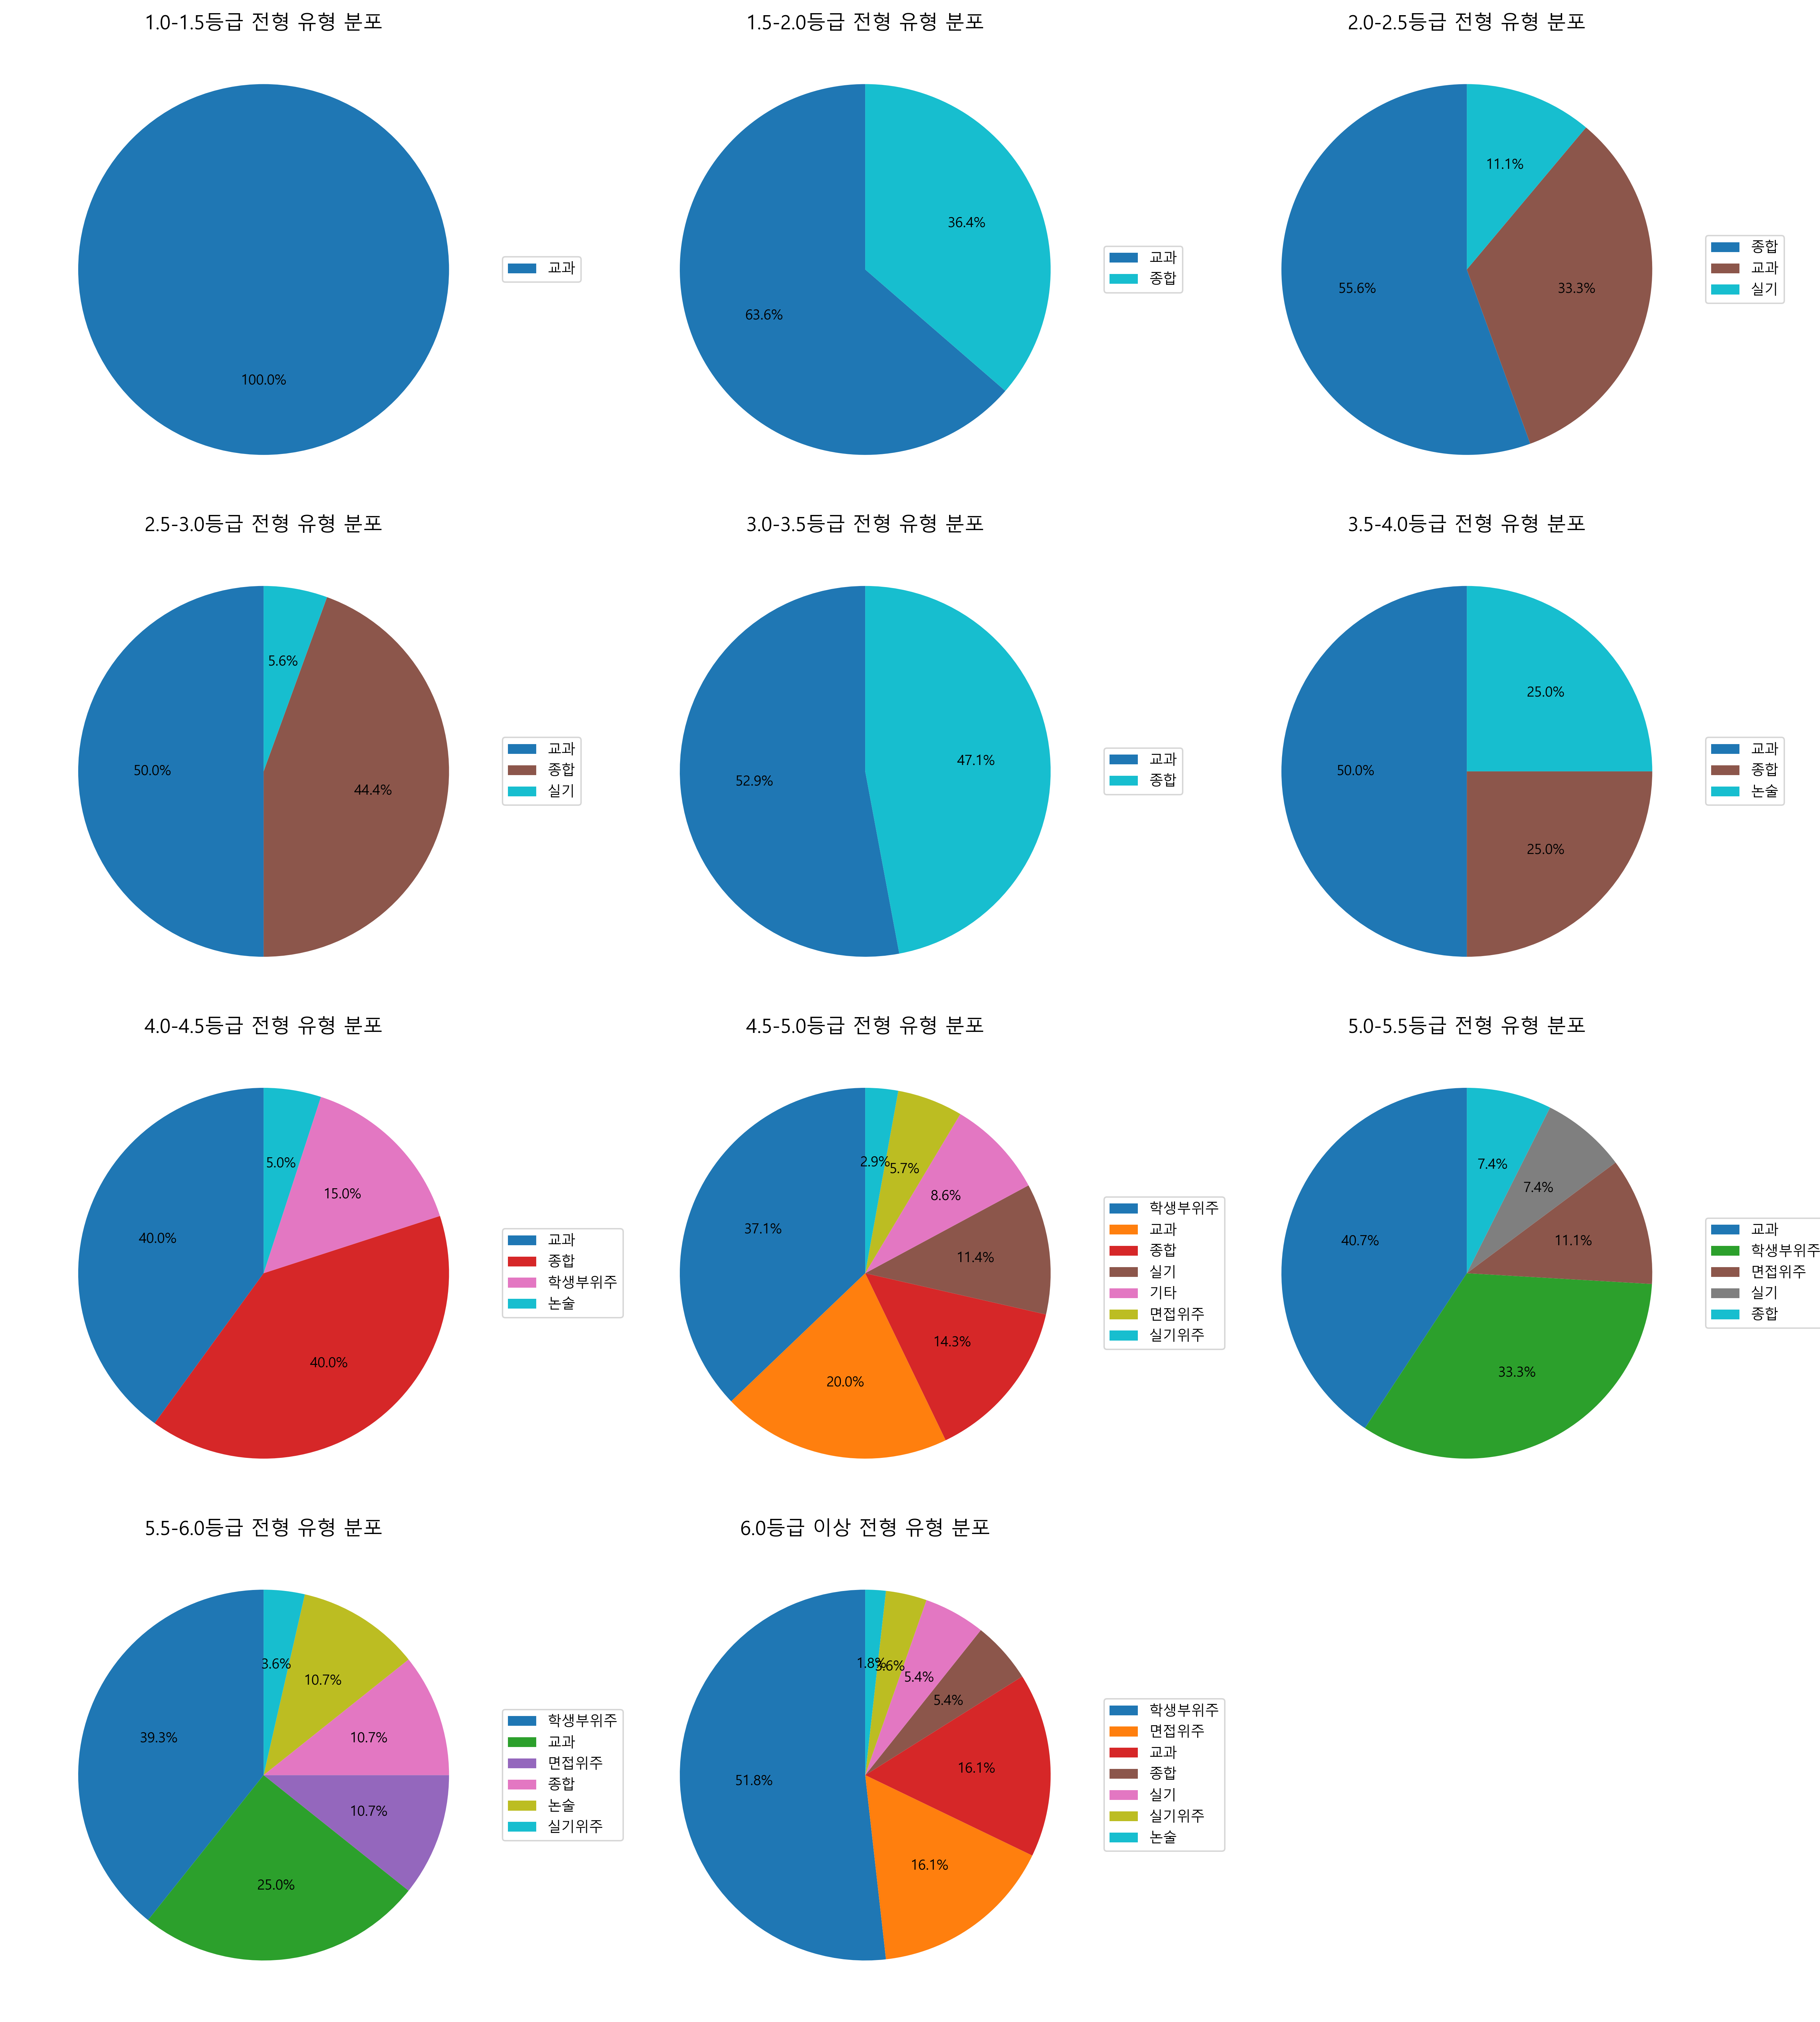 1.0-1.5등급 전형 유형 분포
100.0%
교과
1.5-2.0등급 전형 유형 분포
36.4%
63.6%
교과
종합
2.0-2.5등급 전형 유형 분포
11.1%
55.6%
33.3%
종합
교과
실기
2.5-3.0등급 전형 유형 분포
5.6%
50.0%
44.4%
교과
종합
실기
3.0-3.5등급 전형 유형 분포
47.1%
52.9%
교과
종합
3.5-4.0등급 전형 유형 분포
25.0%
50.0%
25.0%
교과
종합
논술
4.0-4.5등급 전형 유형 분포
5.0%
15.0%
40.0%
40.0%
교과
종합
학생부위주
논술
4.5-5.0등급 전형 유형 분포
2.9%
5.7%
8.6%
37.1%
11.4%
14.3%
20.0%
학생부위주
교과
종합
실기
기타
면접위주
실기위주
5.0-5.5등급 전형 유형 분포
7.4%
7.4%
40.7%
11.1%
33.3%
교과
학생부위주
면접위주
실기
종합
5.5-6.0등급 전형 유형 분포
3.6%
10.7%
39.3%
10.7%
10.7%
25.0%
학생부위주
교과
면접위주
종합
논술
실기위주
6.0등급 이상 전형 유형 분포
1.8%
3.6%
5.4%
5.4%
16.1%
51.8%
16.1%
학생부위주
면접위주
교과
종합
실기
실기위주
논술